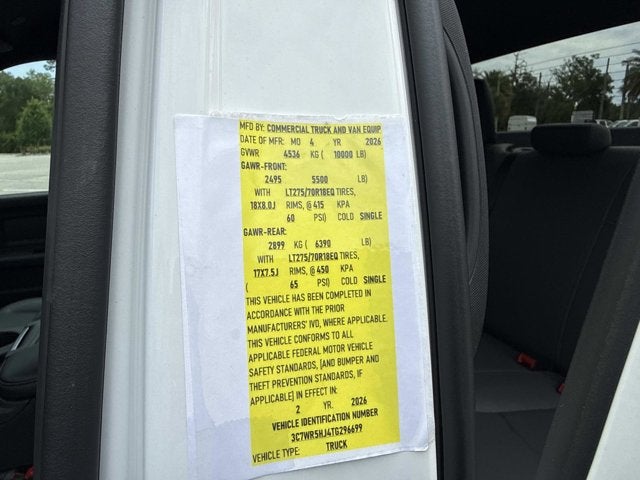 MFD BY: COMMERCIAL TRUCK AND VAN EQUIP
DATE OF MFR: MO 4 YR 2026
GVWR 4536 KG ( 10000 LB)
GAWR-FRONT:
2495 5500 LB)
WITH LT275/70R18EQ TIRES,
18X8.0J RIMS, @ 415 KPA
60 PSI) COLD SINGLE
GAWR-REAR:
2899 KG ( 6390 LB)
WITH LT275/70R18EQ TIRES,
17X7.5J RIMS, @ 450 KPA
( 65 PSI) COLD SINGLE
THIS VEHICLE HAS BEEN COMPLETED IN
ACCORDANCE WITH THE PRIOR
MANUFACTURERS' IVD, WHERE APPLICABLE.
THIS VEHICLE CONFORMS TO ALL
APPLICABLE FEDERAL MOTOR VEHICLE
SAFETY STANDARDS, [AND BUMPER AND
THEFT PREVENTION STANDARDS, IF
APPLICABLE] IN EFFECT IN:
2 YR. 2026
VEHICLE IDENTIFICATION NUMBER
3C7WR5HJ4TG296699
VEHICLE TYPE: TRUCK